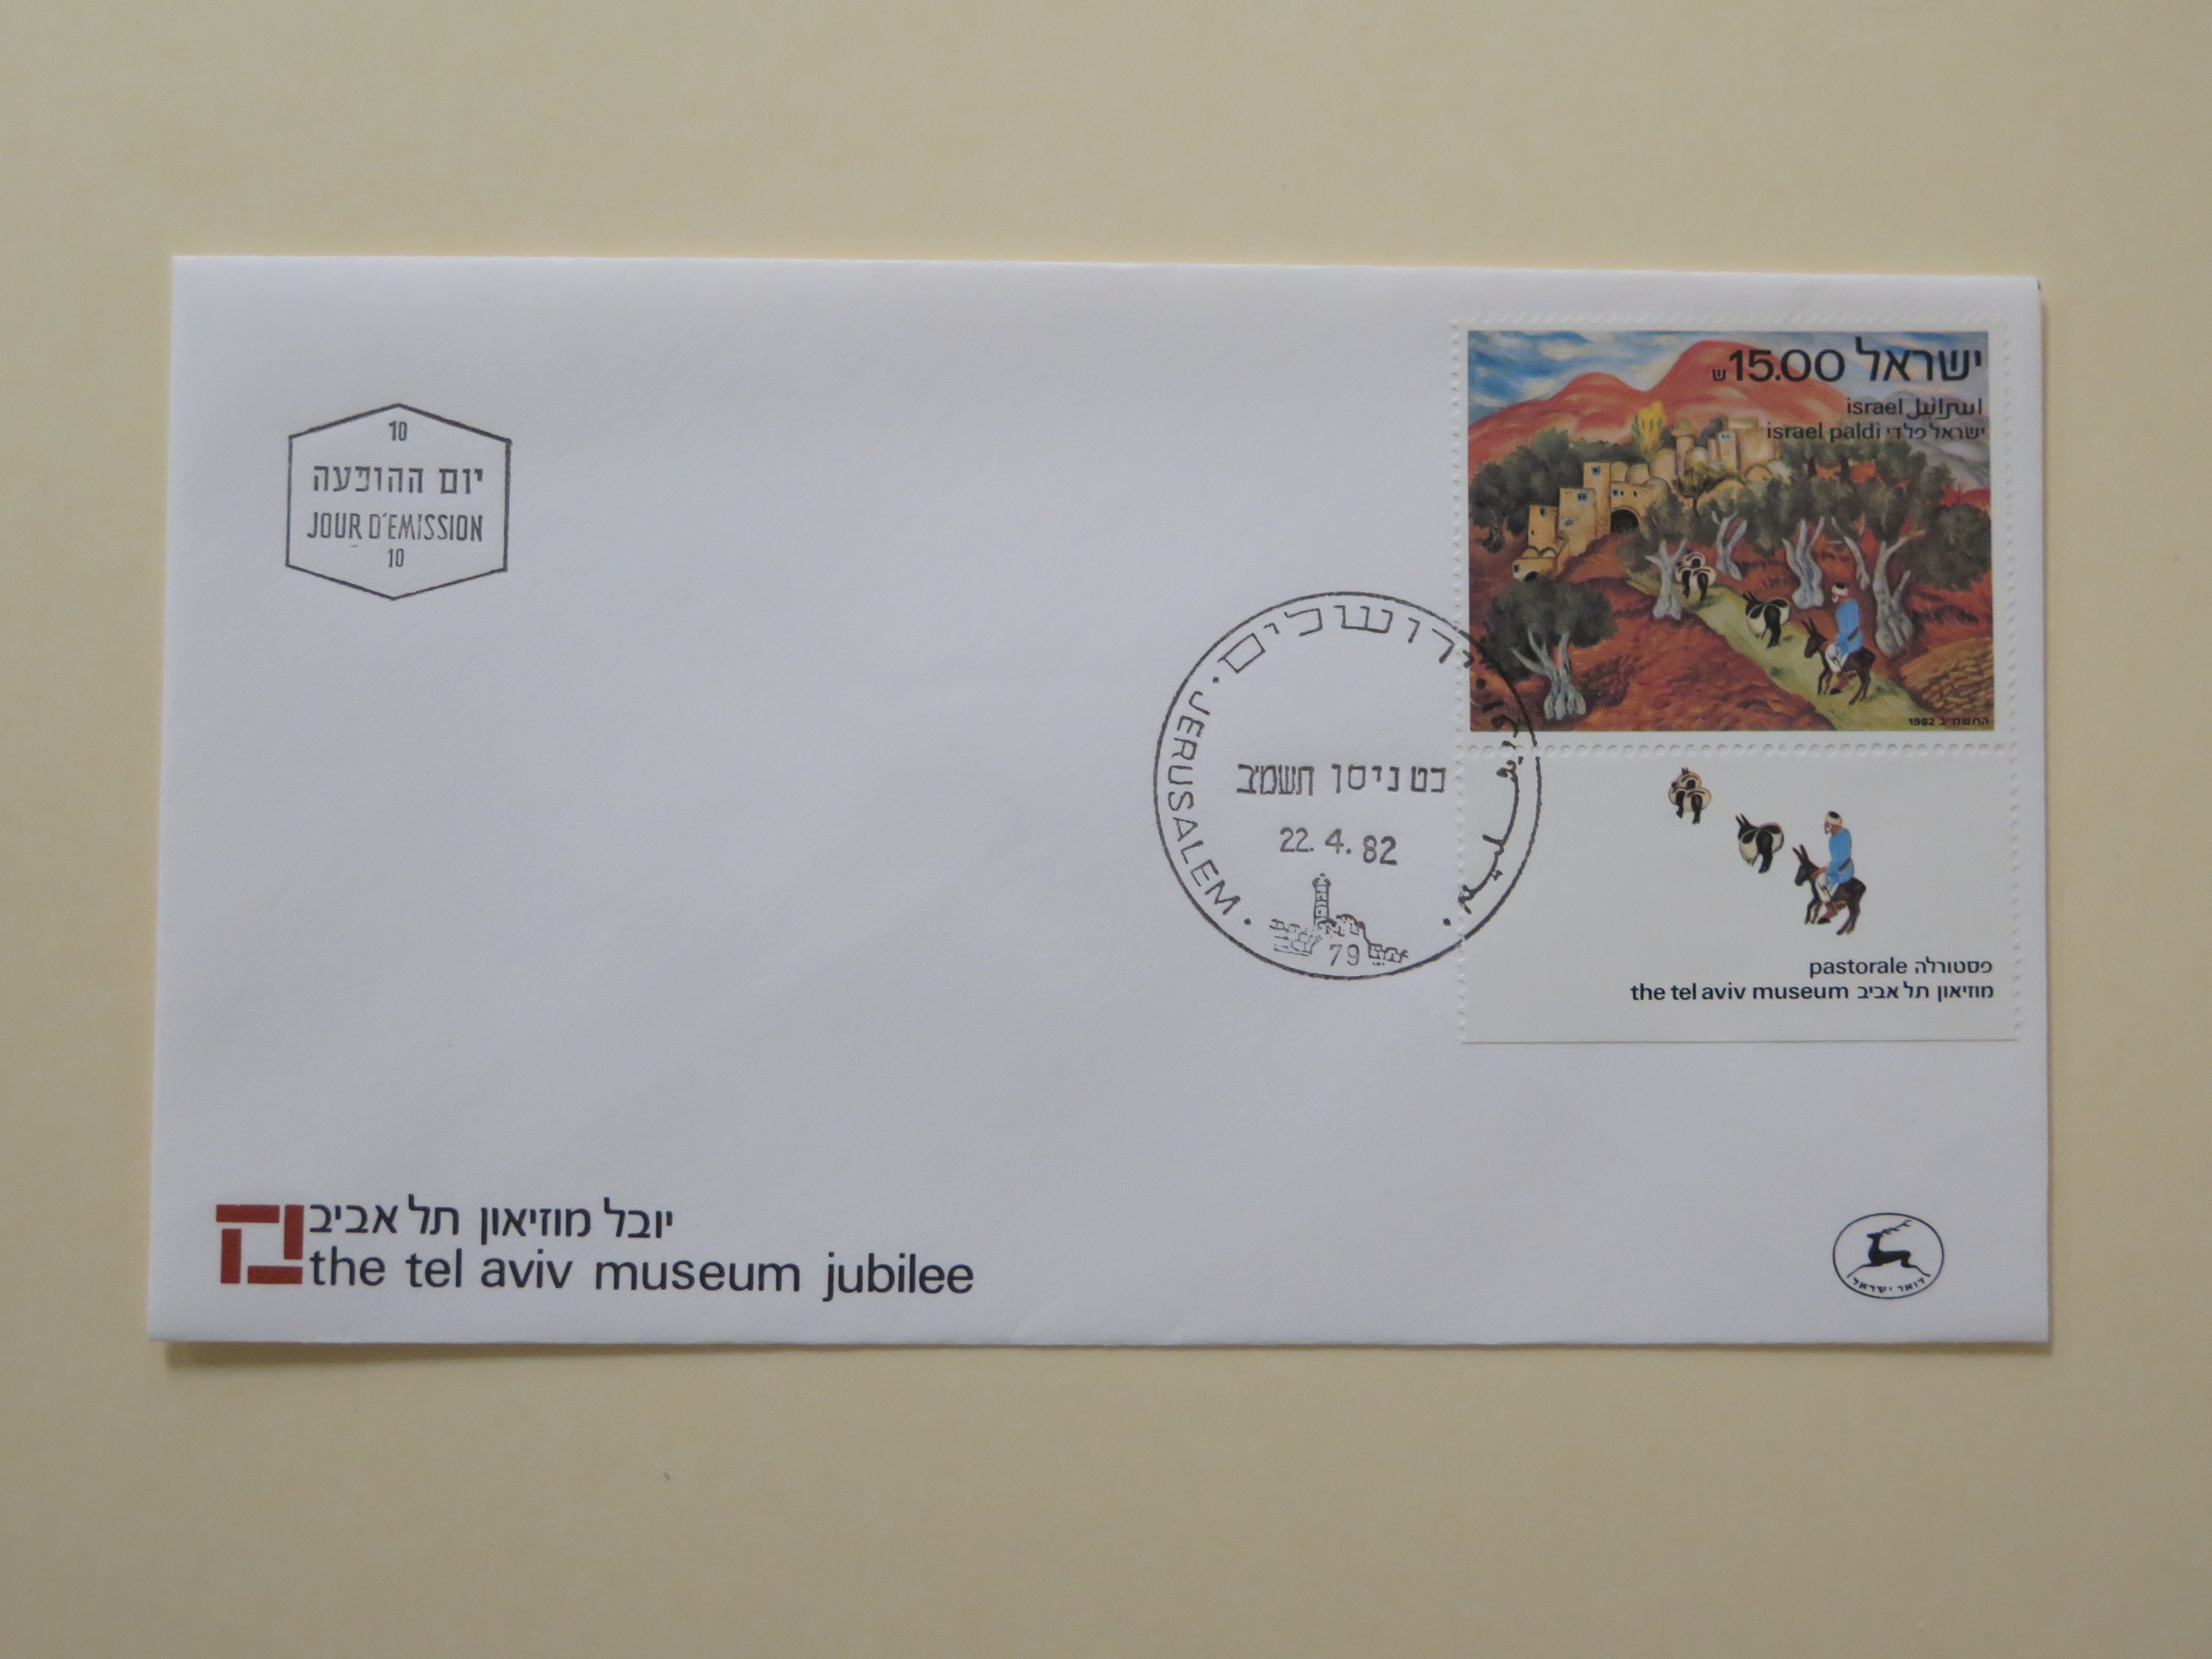 10
יום ההופעה
JOUR D'EMISSION
10
ישראל 15.00 ש
israel اسرائيل
israel paldi ישראל פלדי
1982 התשמ״ב
ירושלים
JERUSALEM
כט ניסן תשמ״ב
22.4.82
79
pastorale פסטורלה
the tel aviv museum מוזיאון תל אביב
יובל מוזיאון תל אביב
the tel aviv museum jubilee
דואר ישראל